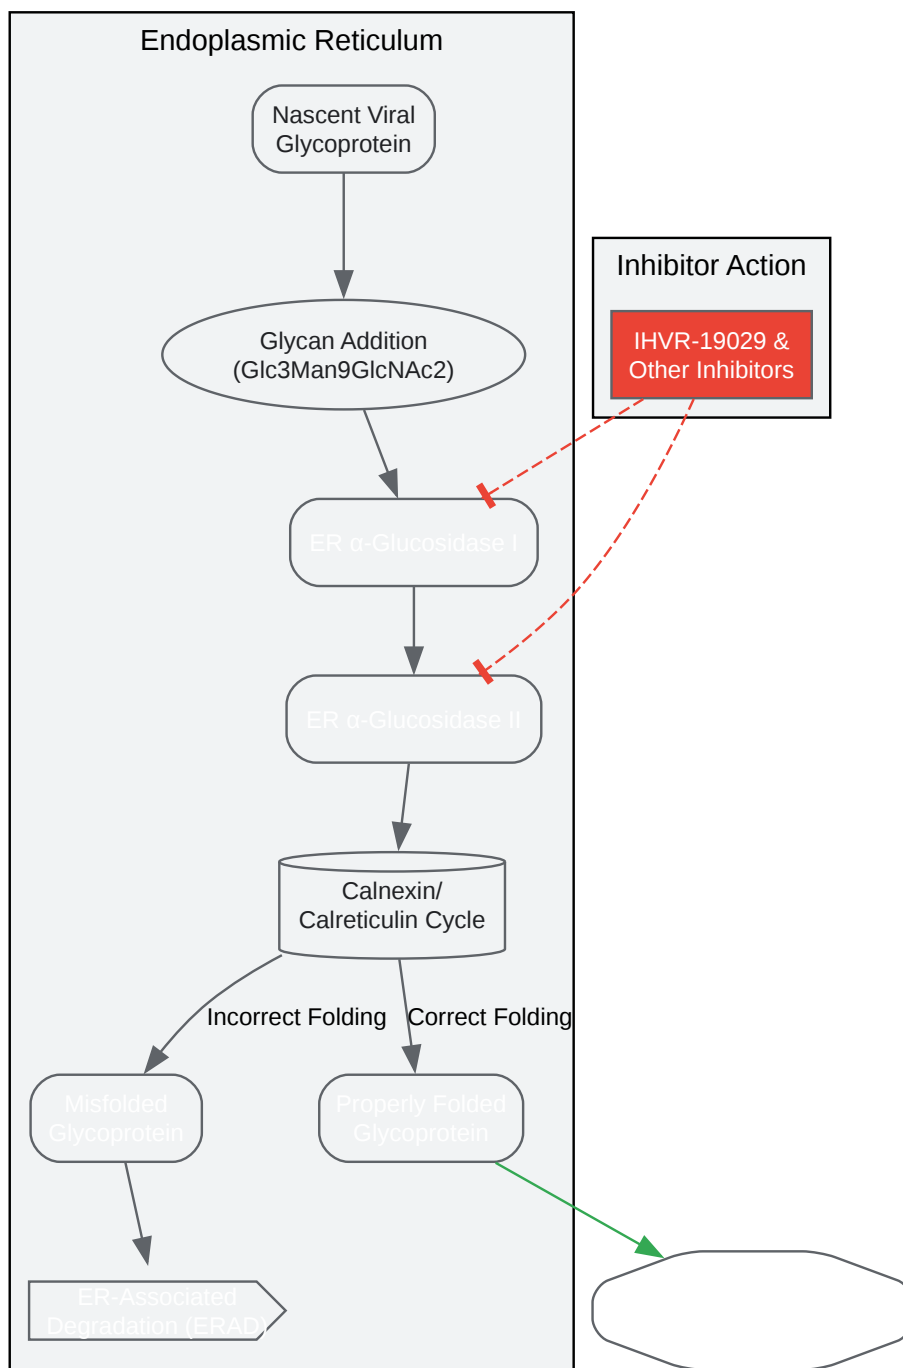 Endoplasmic Reticulum
Nascent Viral
Glycoprotein
Inhibitor Action
IHVR-19029 &
Other Inhibitors
Glycan Addition
(Glc3Man9GlcNAc2)
ER α-Glucosidase I
ER α-Glucosidase II
Calnexin/
Calreticulin Cycle
Incorrect Folding
Correct Folding
Misfolded
Glycoprotein
Properly Folded
Glycoprotein
ER-Associated
Degradation (ERAD)